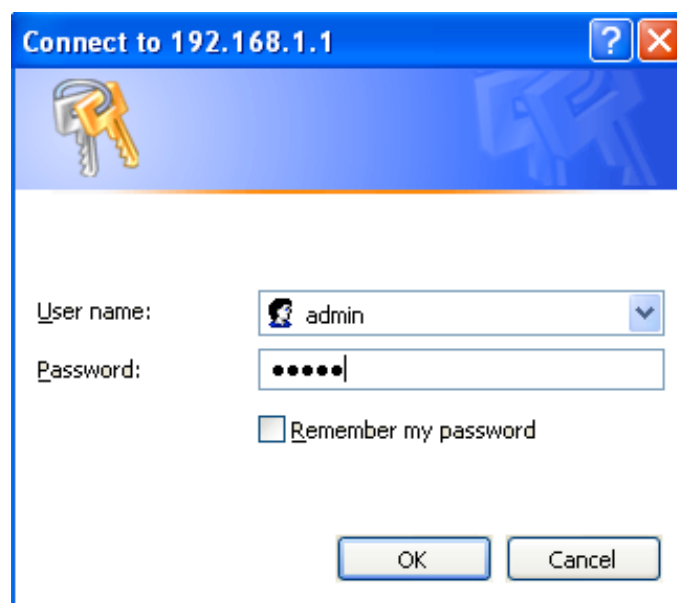 Connect to 192.168.1.1
?
User name:
admin
Password:
•••••
Remember my password
OK
Cancel